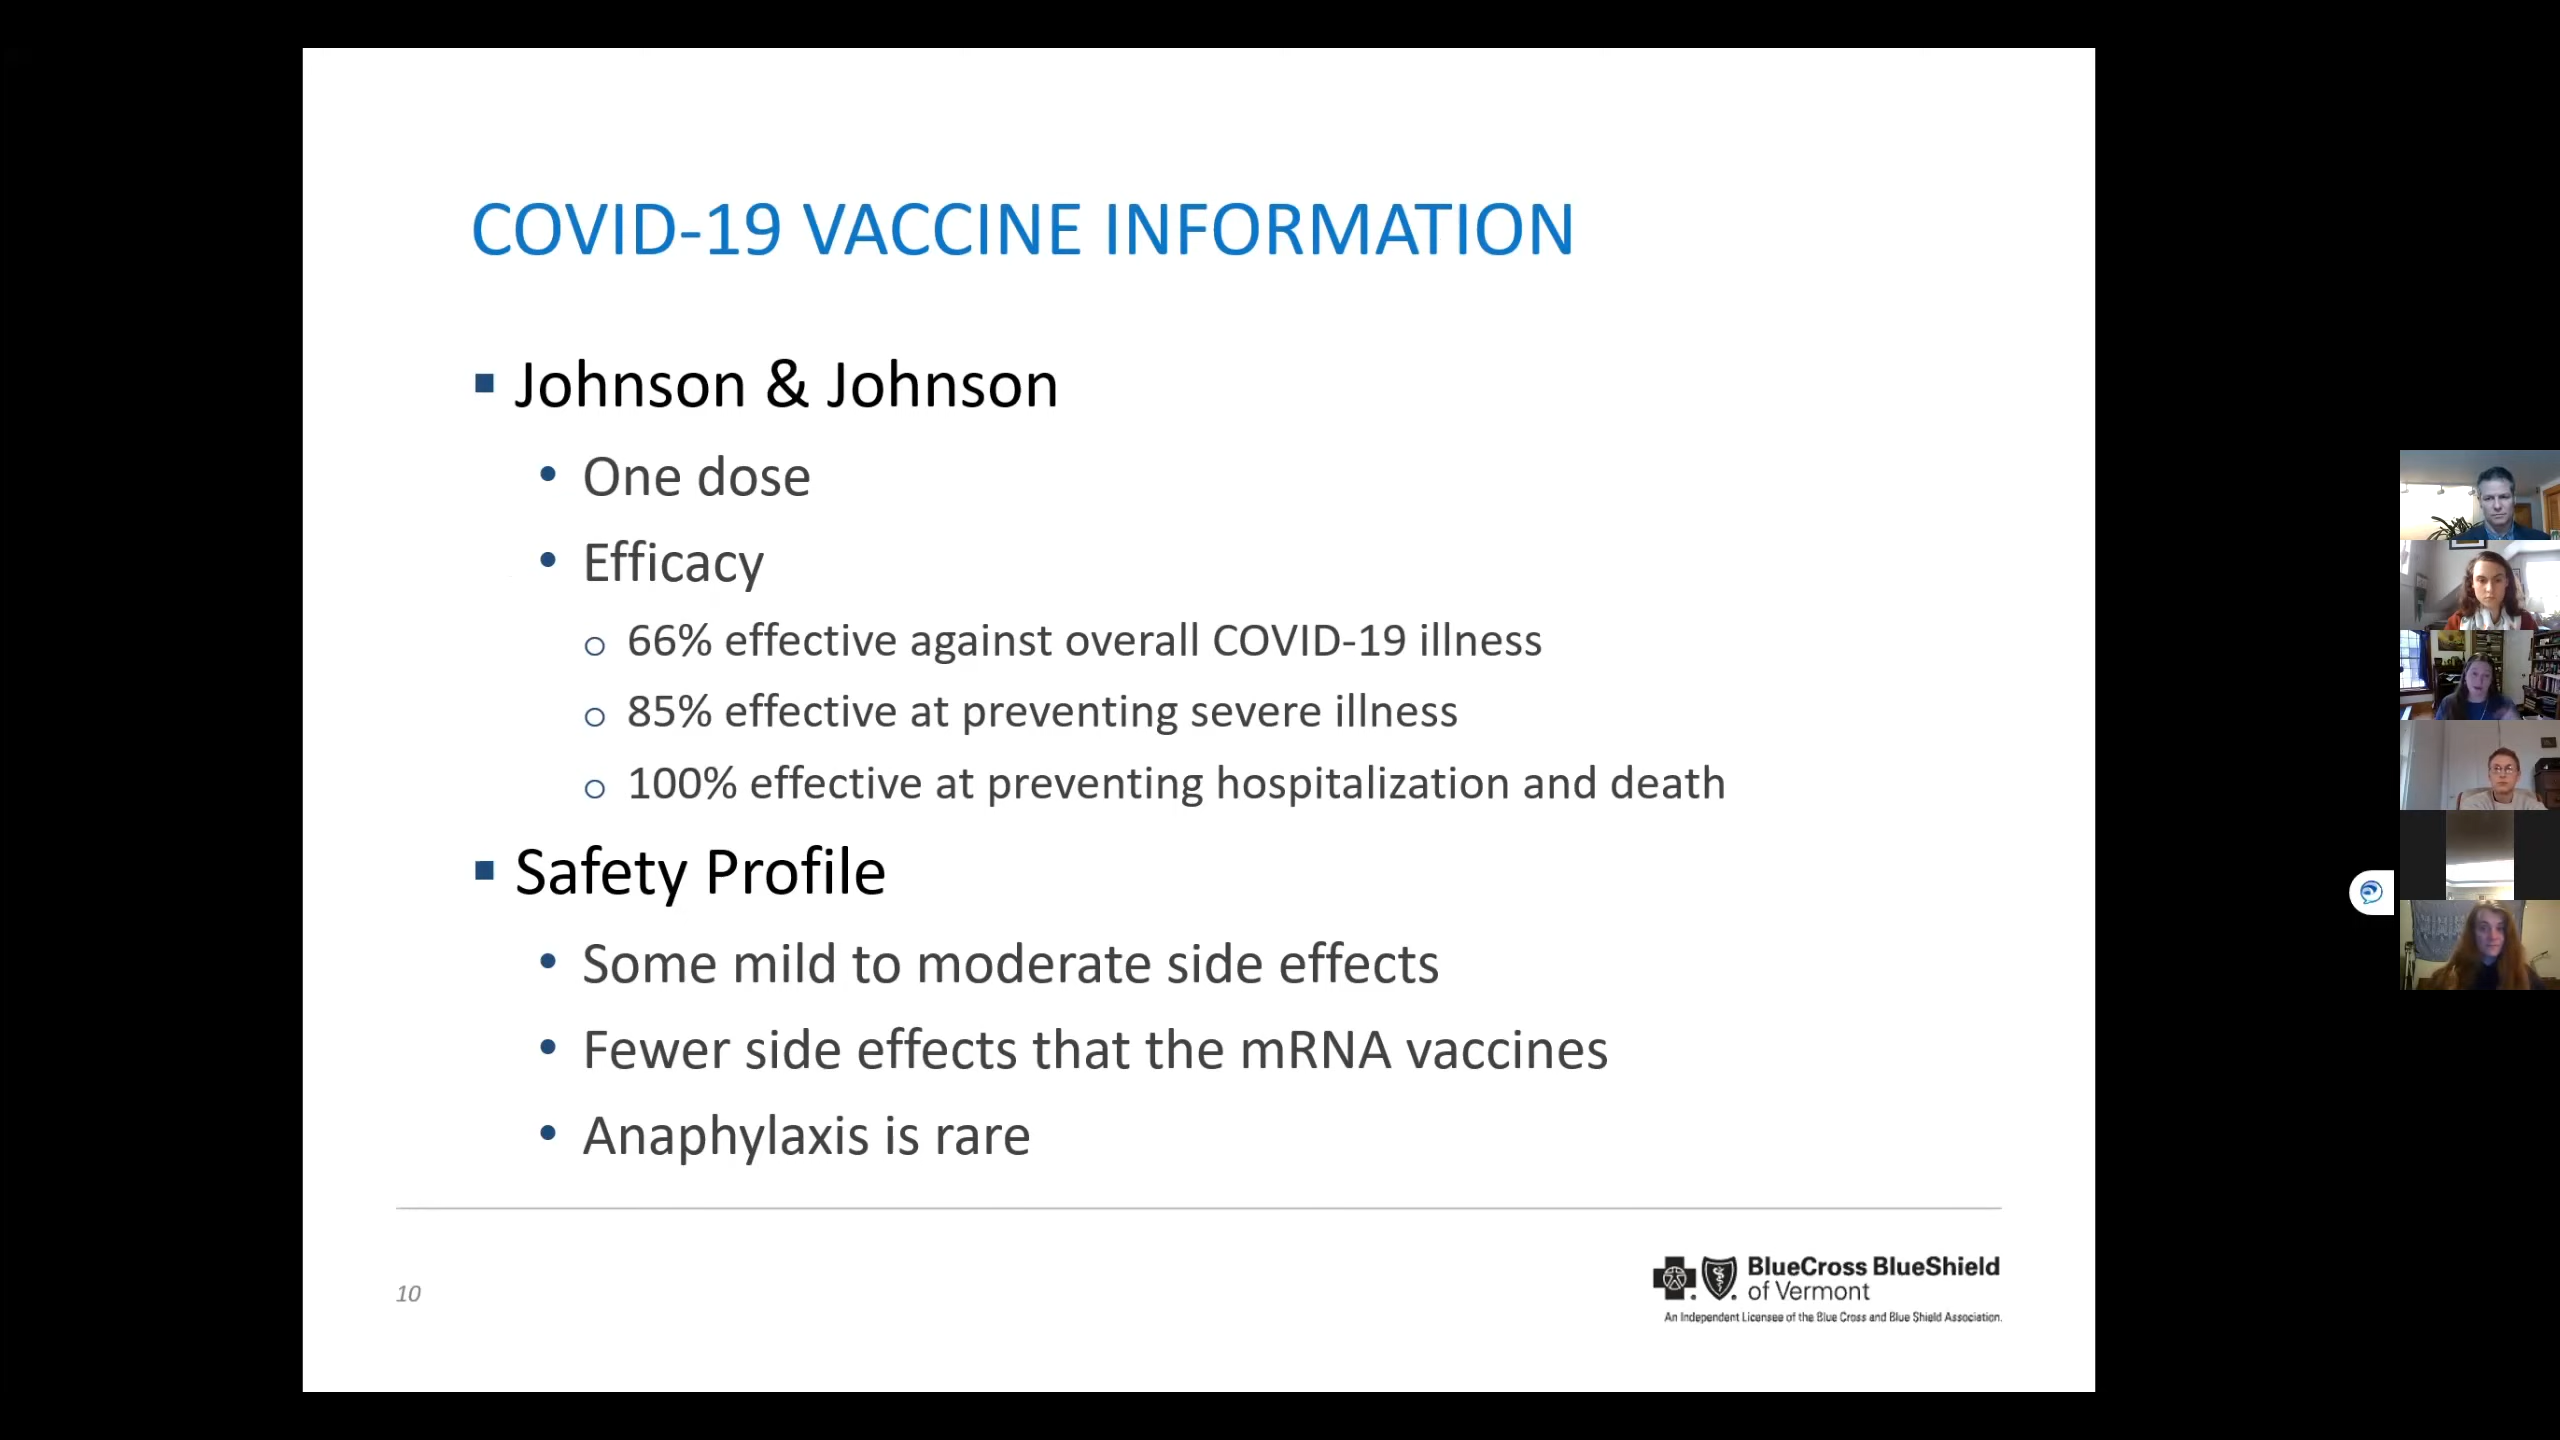 COVID-19 VACCINE INFORMATION
▪ Johnson & Johnson
• One dose
• Efficacy
o 66% effective against overall COVID-19 illness
o 85% effective at preventing severe illness
o 100% effective at preventing hospitalization and death
▪ Safety Profile
• Some mild to moderate side effects
• Fewer side effects that the mRNA vaccines
• Anaphylaxis is rare
10
BlueCross BlueShield
of Vermont
An Independent Licensee of the Blue Cross and Blue Shield Association.